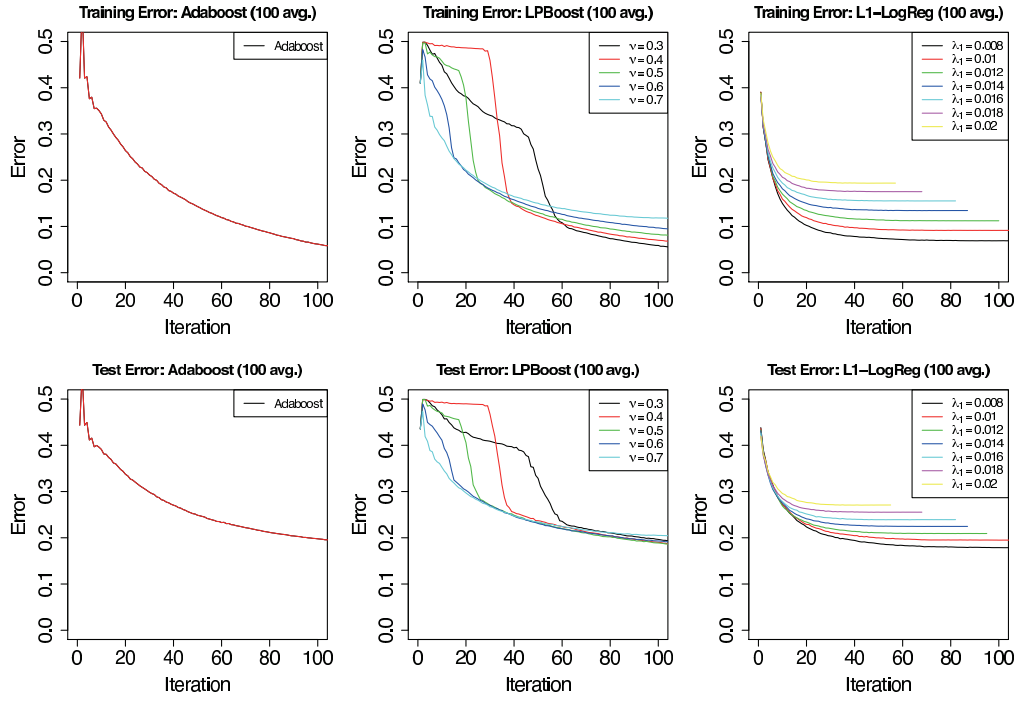 Training Error: Adaboost (100 avg.)
Error
0.0 0.1 0.2 0.3 0.4 0.5
Adaboost
0 20 40 60 80 100
Iteration
Training Error: LPBoost (100 avg.)
Error
0.0 0.1 0.2 0.3 0.4 0.5
ν = 0.3
ν = 0.4
ν = 0.5
ν = 0.6
ν = 0.7
0 20 40 60 80 100
Iteration
Training Error: L1−LogReg (100 avg.)
Error
0.0 0.1 0.2 0.3 0.4 0.5
λ1 = 0.008
λ1 = 0.01
λ1 = 0.012
λ1 = 0.014
λ1 = 0.016
λ1 = 0.018
λ1 = 0.02
0 20 40 60 80 100
Iteration
Test Error: Adaboost (100 avg.)
Error
0.0 0.1 0.2 0.3 0.4 0.5
Adaboost
0 20 40 60 80 100
Iteration
Test Error: LPBoost (100 avg.)
Error
0.0 0.1 0.2 0.3 0.4 0.5
ν = 0.3
ν = 0.4
ν = 0.5
ν = 0.6
ν = 0.7
0 20 40 60 80 100
Iteration
Test Error: L1−LogReg (100 avg.)
Error
0.0 0.1 0.2 0.3 0.4 0.5
λ1 = 0.008
λ1 = 0.01
λ1 = 0.012
λ1 = 0.014
λ1 = 0.016
λ1 = 0.018
λ1 = 0.02
0 20 40 60 80 100
Iteration